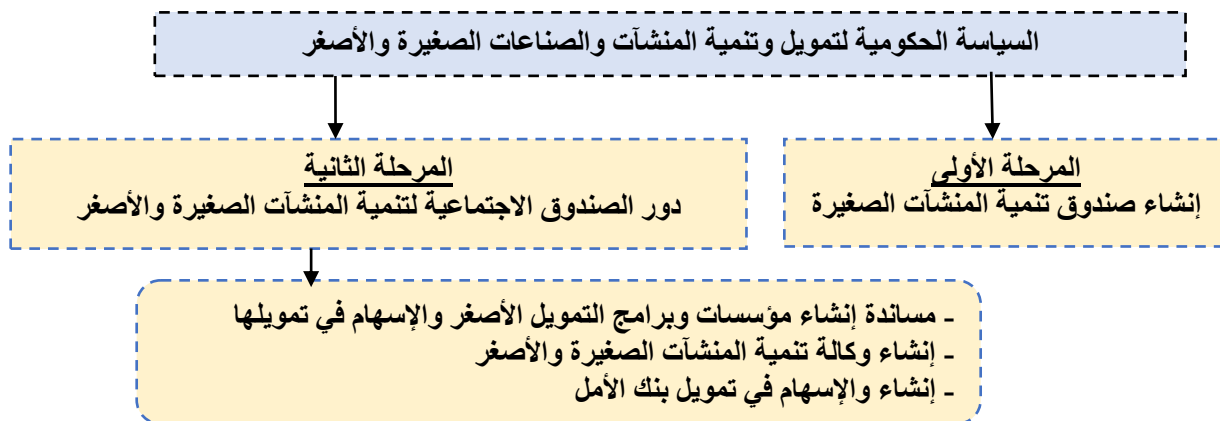 السياسة الحكومية لتمويل وتنمية المنشآت والصناعات الصغيرة والأصغر
المرحلة الأولى
إنشاء صندوق تنمية المنشآت الصغيرة
المرحلة الثانية
دور الصندوق الاجتماعية لتنمية المنشآت الصغيرة والأصغر
- مساندة إنشاء مؤسسات وبرامج التمويل الأصغر والإسهام في تمويلها
- إنشاء وكالة تنمية المنشآت الصغيرة والأصغر
- إنشاء والإسهام في تمويل بنك الأمل